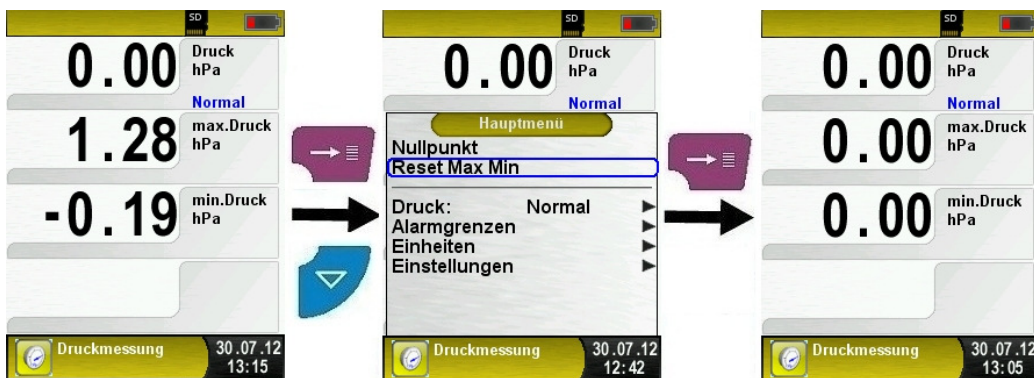 SD
0.00 Druck
hPa
Normal
1.28 max.Druck
hPa
-0.19 min.Druck
hPa
Druckmessung 30.07.12
13:15
SD
0.00 Druck
hPa
Normal
Hauptmenü
Nullpunkt
Reset Max Min
Druck: Normal
Alarmgrenzen
Einheiten
Einstellungen
Druckmessung 30.07.12
12:42
SD
0.00 Druck
hPa
Normal
0.00 max.Druck
hPa
0.00 min.Druck
hPa
Druckmessung 30.07.12
13:05